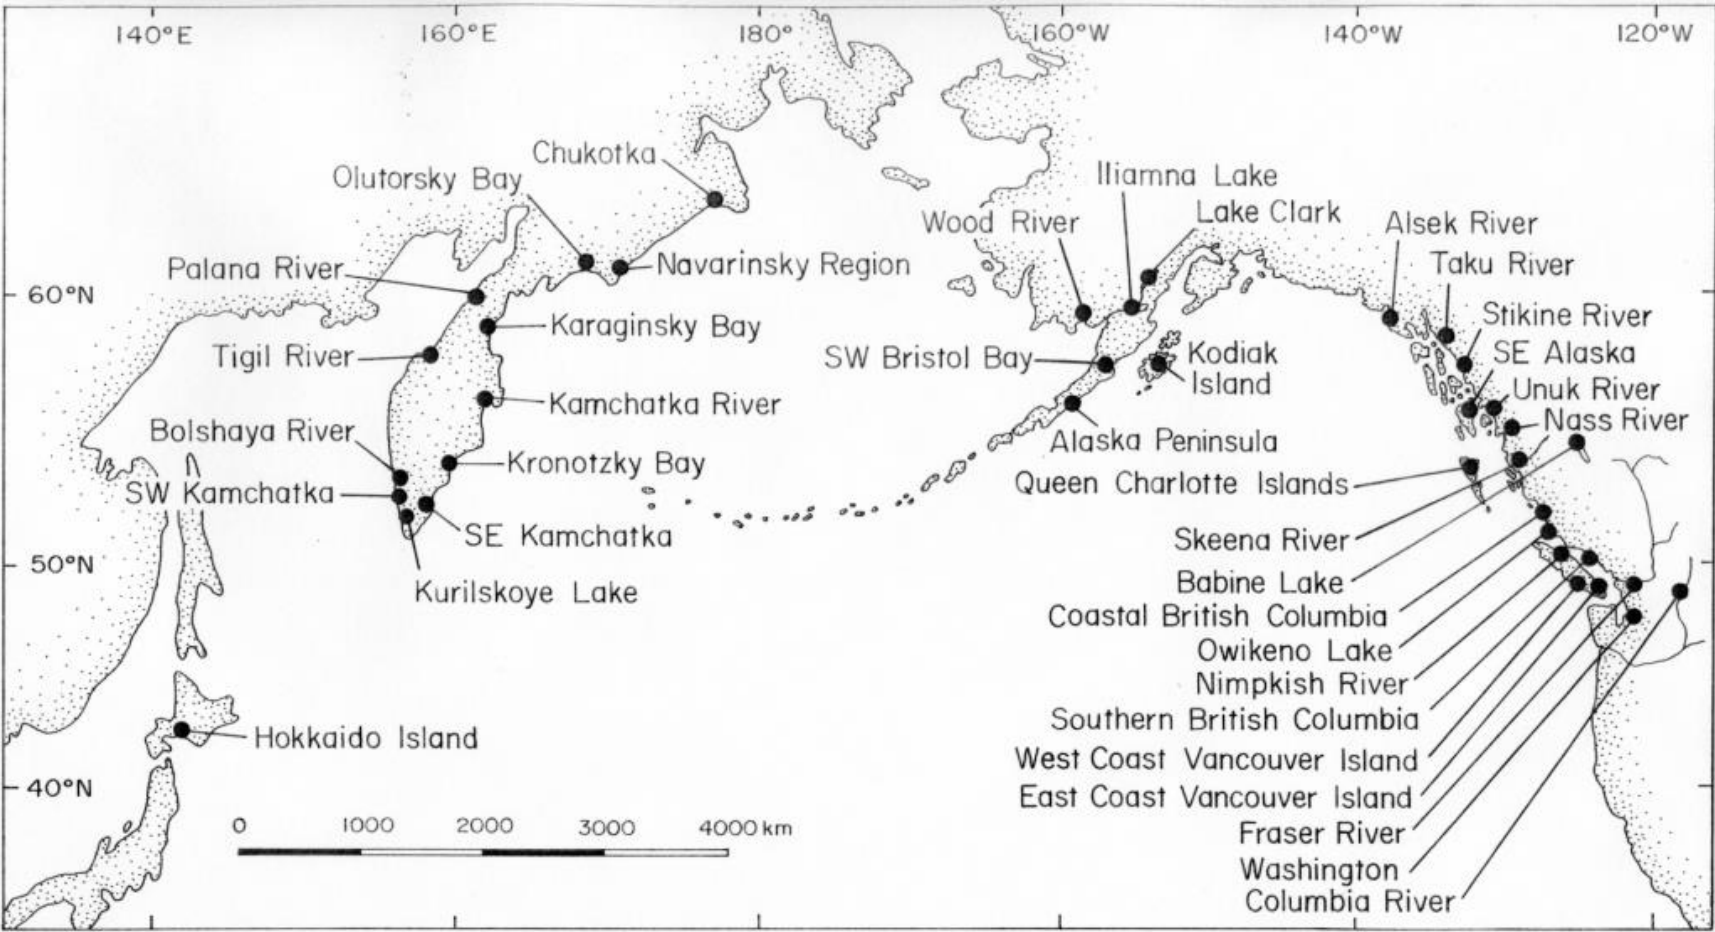 140°E 160°E 180° 160°W 140°W 120°W
Chukotka
Olutorsky Bay
Iliamna Lake
Lake Clark
Wood River
Alsek River
Taku River
Palana River
Navarinsky Region
60°N
Karaginsky Bay
Stikine River
Tigil River
SW Bristol Bay
Kodiak
Island
SE Alaska
Unuk River
Kamchatka River
Nass River
Bolshaya River
Alaska Peninsula
Kronotzky Bay
Queen Charlotte Islands
SW Kamchatka
SE Kamchatka
Skeena River
50°N
Kurilskoye Lake
Babine Lake
Coastal British Columbia
Owikeno Lake
Nimpkish River
Southern British Columbia
Hokkaido Island
West Coast Vancouver Island
40°N
East Coast Vancouver Island
0 1000 2000 3000 4000 km
Fraser River
Washington
Columbia River